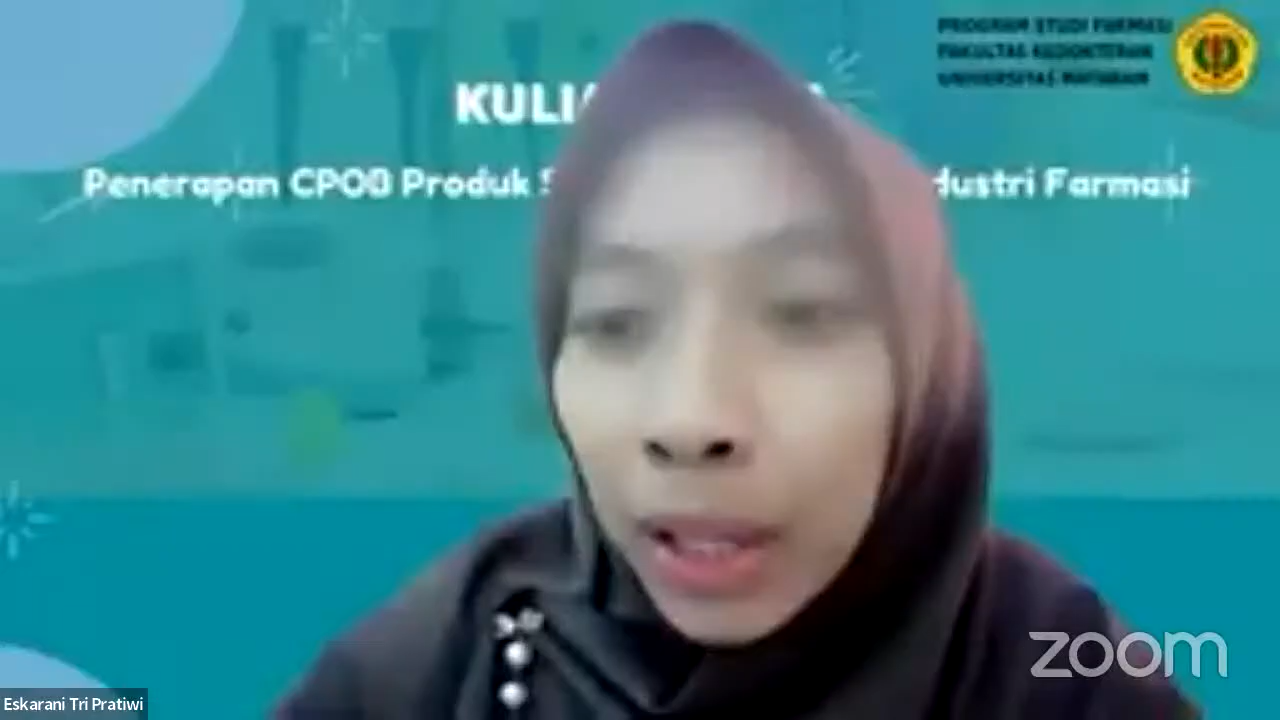 PROGRAM STUDI FARMASI
FAKULTAS KEDOKTERAN
UNIVERSITAS MATARAM
KULI
Penerapan CPOB Produk S dustri Farmasi
zoom
Eskarani Tri Pratiwi